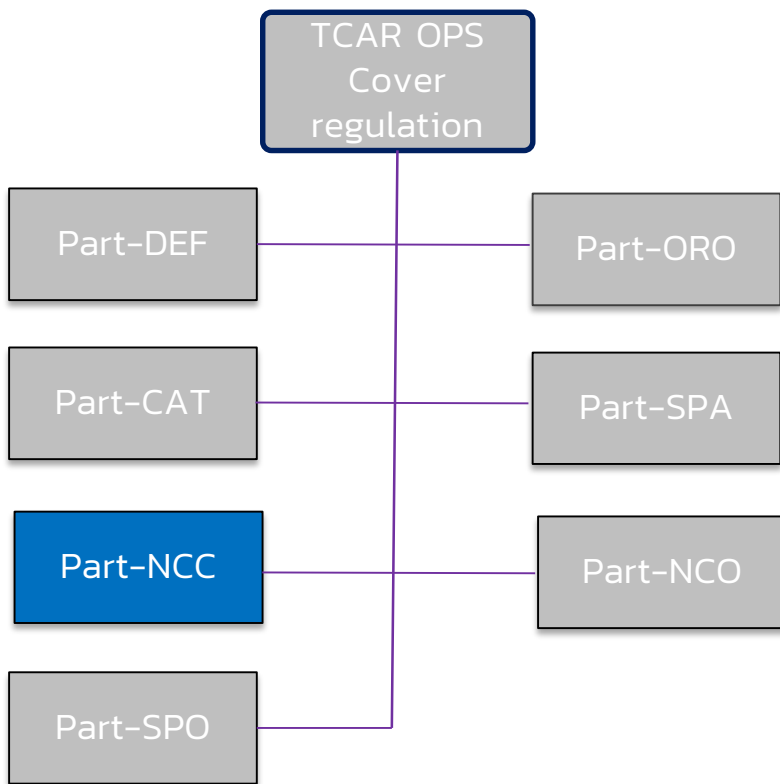 TCAR OPS
Cover
regulation
Part-DEF
Part-ORO
Part-CAT
Part-SPA
Part-NCC
Part-NCO
Part-SPO